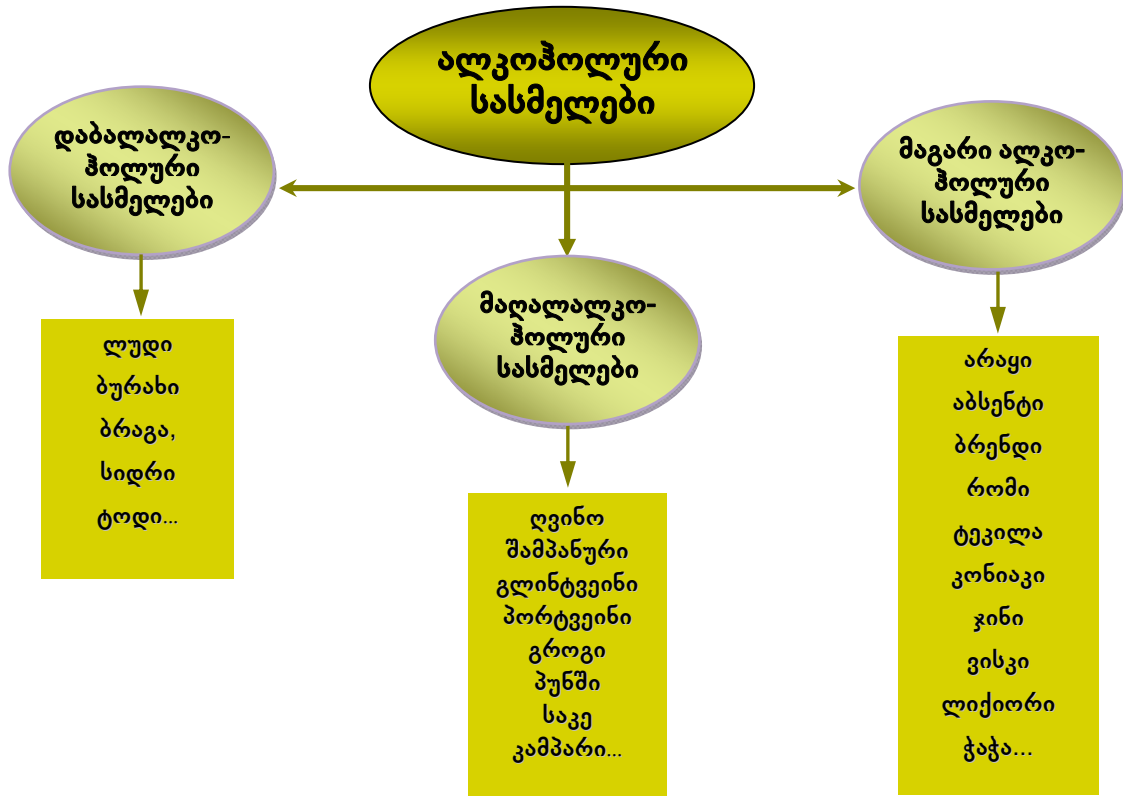 ალკოჰოლური
სასმელები
დაბალალკო-
ჰოლური
სასმელები
ლუდი
ბურახი
ბრაგა,
სიდრი
ტოდი...
მაღალალკო-
ჰოლური
სასმელები
ღვინო
შამპანური
გლინტვეინი
პორტვეინი
გროგი
პუნში
საკე
კამპარი...
მაგარი ალკო-
ჰოლური
სასმელები
არაყი
აბსენტი
ბრენდი
რომი
ტეკილა
კონიაკი
ჯინი
ვისკი
ლიქიორი
ჭაჭა...